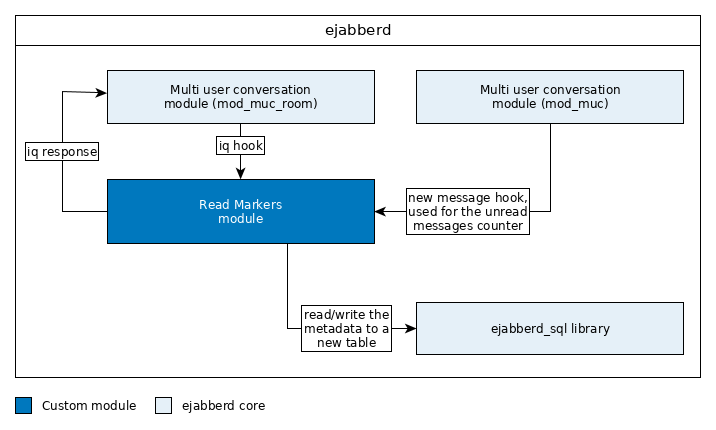 ejabberd
Multi user conversation
module (mod_muc_room)
Multi user conversation
module (mod_muc)
iq response
iq hook
Read Markers
module
new message hook,
used for the unread
messages counter
read/write the
metadata to a
new table
ejabberd_sql library
Custom module
ejabberd core